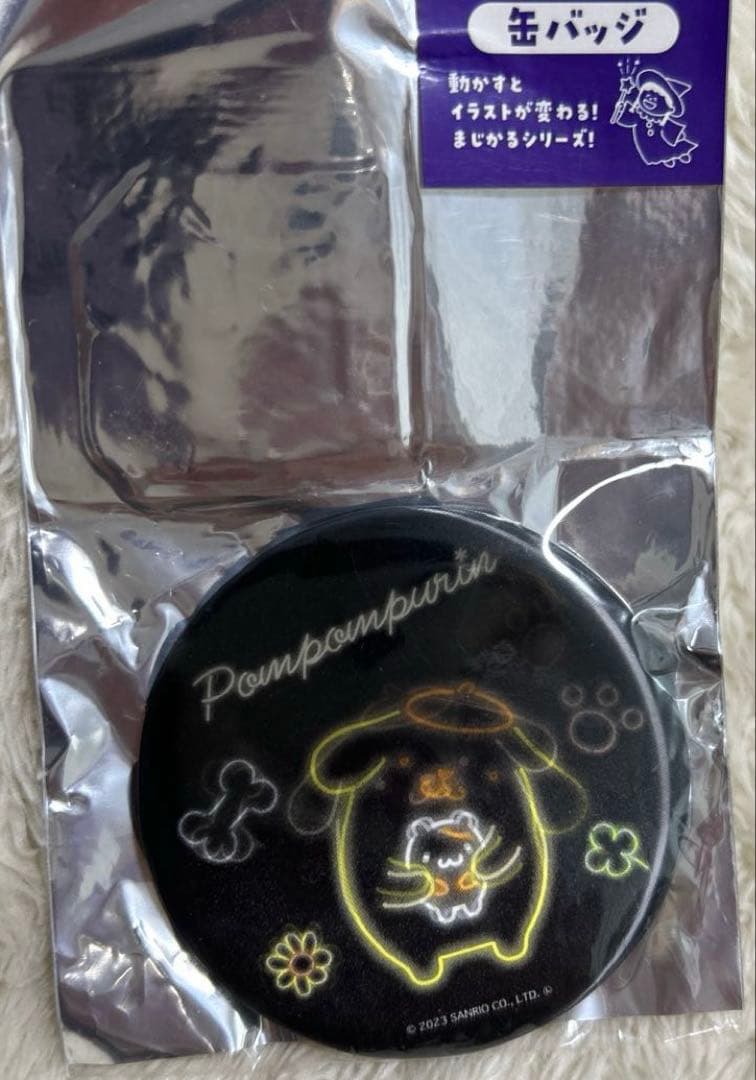 缶バッジ
動かすと
イラストが変わる!
まじかるシリーズ!
Pompompurin
© 2023 SANRIO CO., LTD. Ⓛ